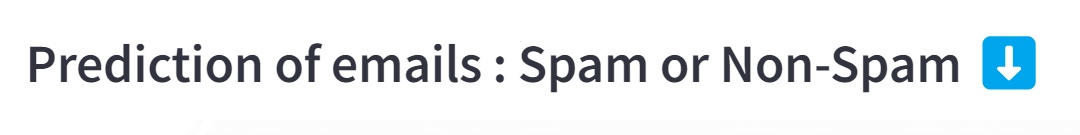 Prediction of emails : Spam or Non-Spam ⬇️